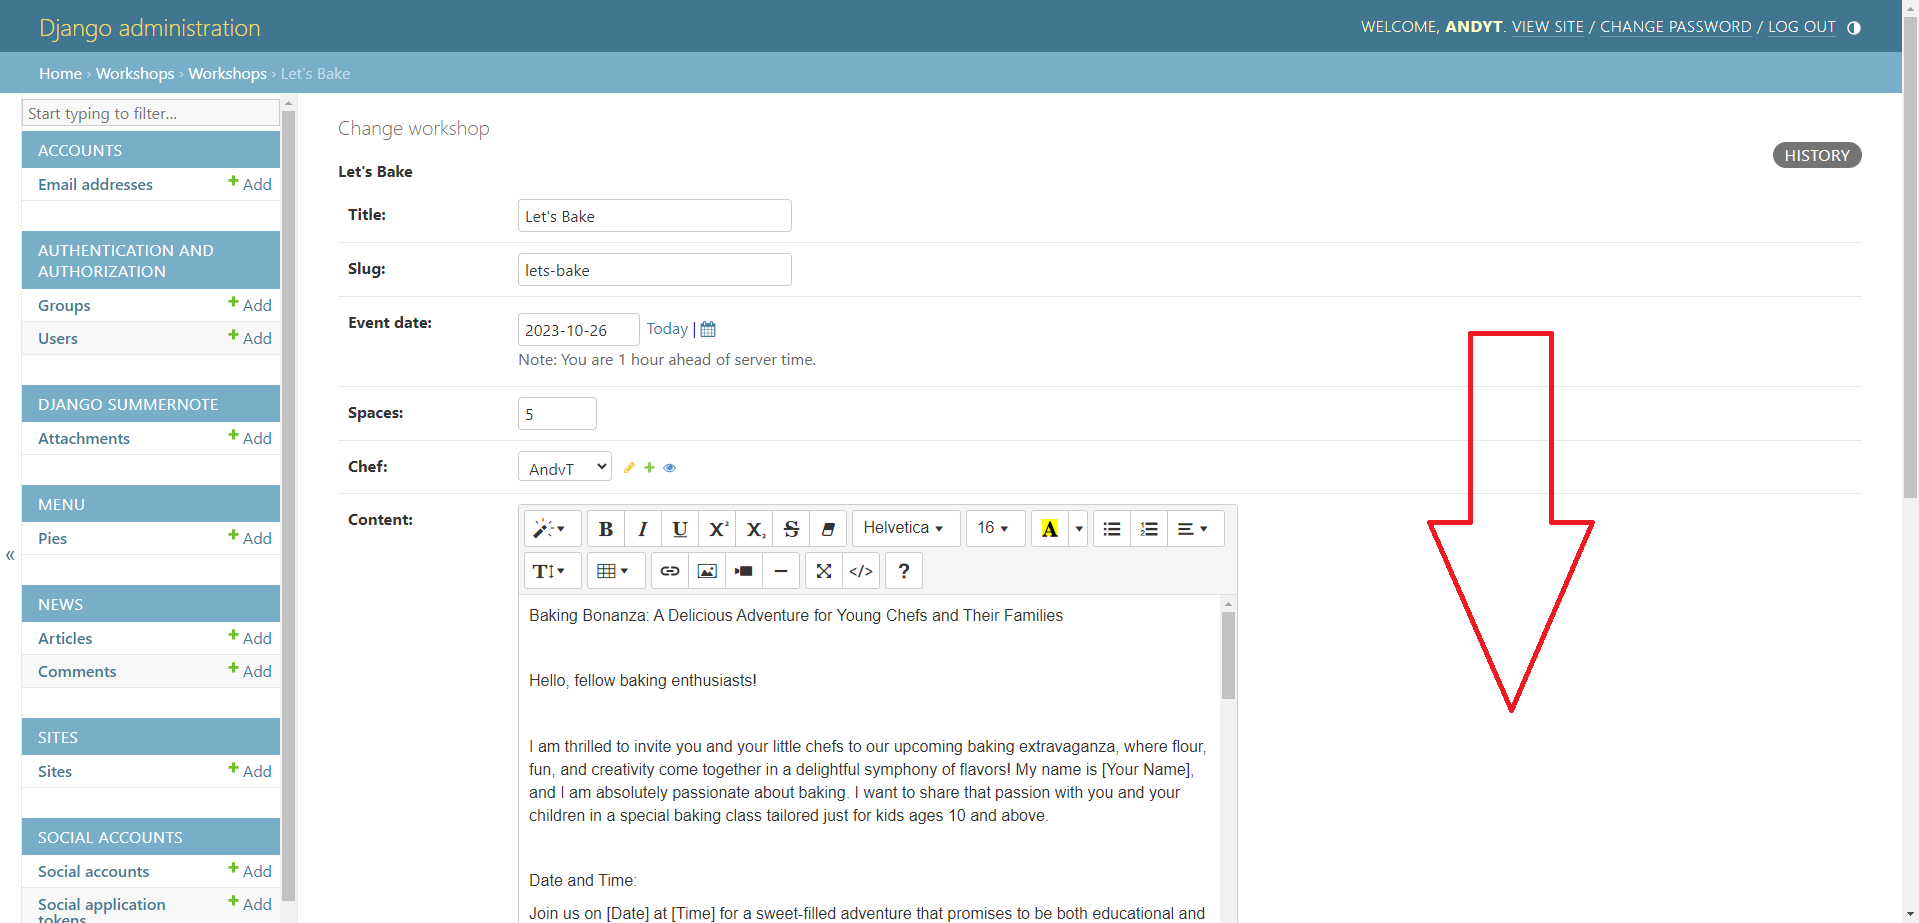 Django administration
WELCOME, ANDYT. VIEW SITE / CHANGE PASSWORD / LOG OUT
Home › Workshops › Workshops › Let's Bake
Start typing to filter...
ACCOUNTS
Email addresses + Add
AUTHENTICATION AND
AUTHORIZATION
Groups + Add
Users + Add
DJANGO SUMMERNOTE
Attachments + Add
MENU
Pies + Add
«
NEWS
Articles + Add
Comments + Add
SITES
Sites + Add
SOCIAL ACCOUNTS
Social accounts + Add
Social application + Add
tokens
Change workshop
HISTORY
Let's Bake
Title: Let's Bake
Slug: lets-bake
Event date: 2023-10-26 Today |
Note: You are 1 hour ahead of server time.
Spaces: 5
Chef: AndyT
Content:
B I U X² X₂ S Helvetica 16 A
T </> ?
Baking Bonanza: A Delicious Adventure for Young Chefs and Their Families
Hello, fellow baking enthusiasts!
I am thrilled to invite you and your little chefs to our upcoming baking extravaganza, where flour,
fun, and creativity come together in a delightful symphony of flavors! My name is [Your Name],
and I am absolutely passionate about baking. I want to share that passion with you and your
children in a special baking class tailored just for kids ages 10 and above.
Date and Time:
Join us on [Date] at [Time] for a sweet-filled adventure that promises to be both educational and